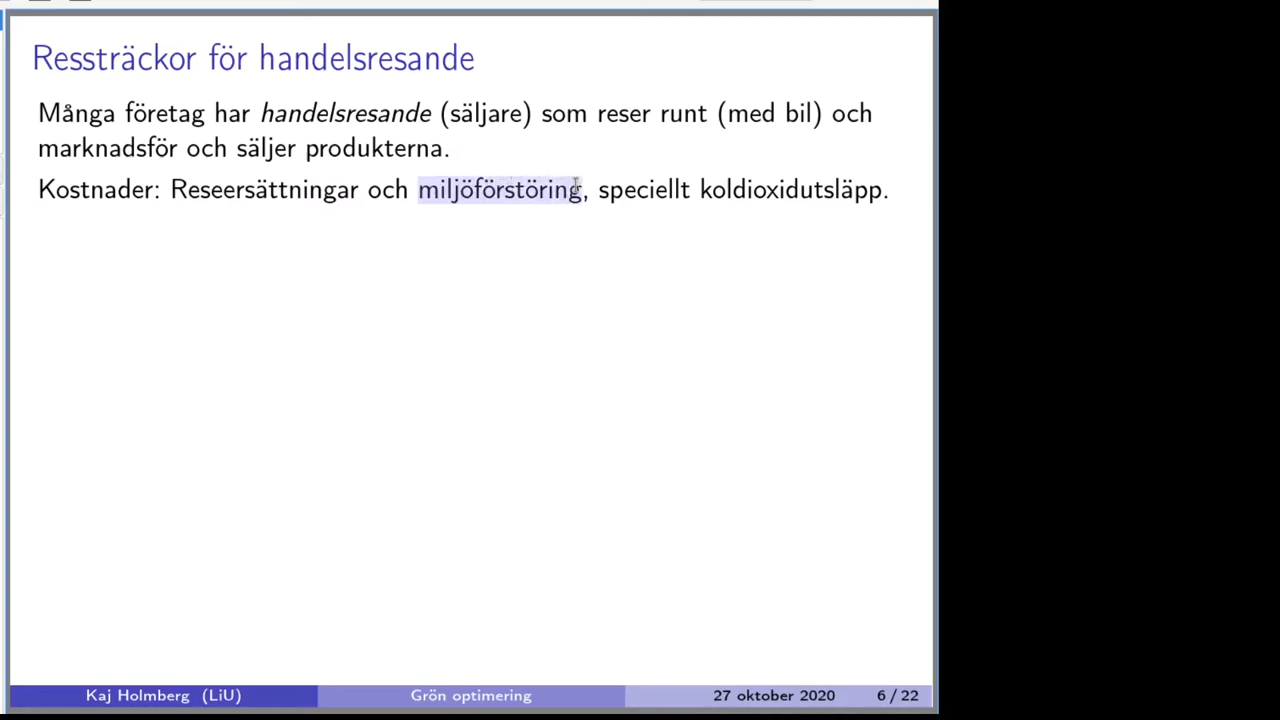 Ressträckor för handelsresande
Många företag har handelsresande (säljare) som reser runt (med bil) och
marknadsför och säljer produkterna.
Kostnader: Reseersättningar och miljöförstöring, speciellt koldioxidutsläpp.
Kaj Holmberg (LiU) Grön optimering 27 oktober 2020 6 / 22